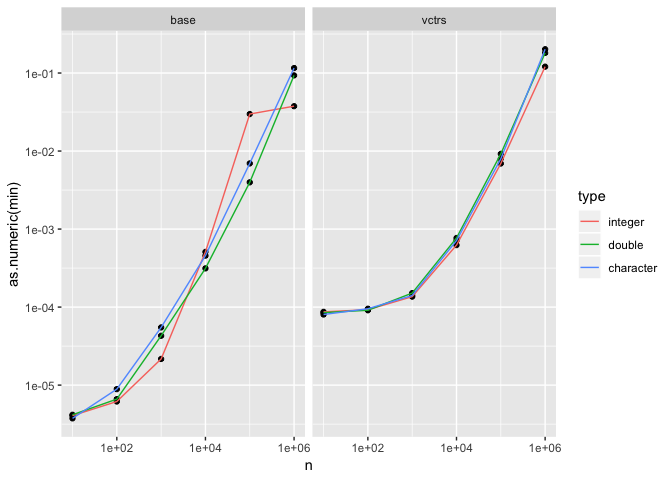 base
vctrs
1e-01
1e-02
1e-03
1e-04
1e-05
as.numeric(min)
1e+02
1e+04
1e+06
1e+02
1e+04
1e+06
n
type
integer
double
character